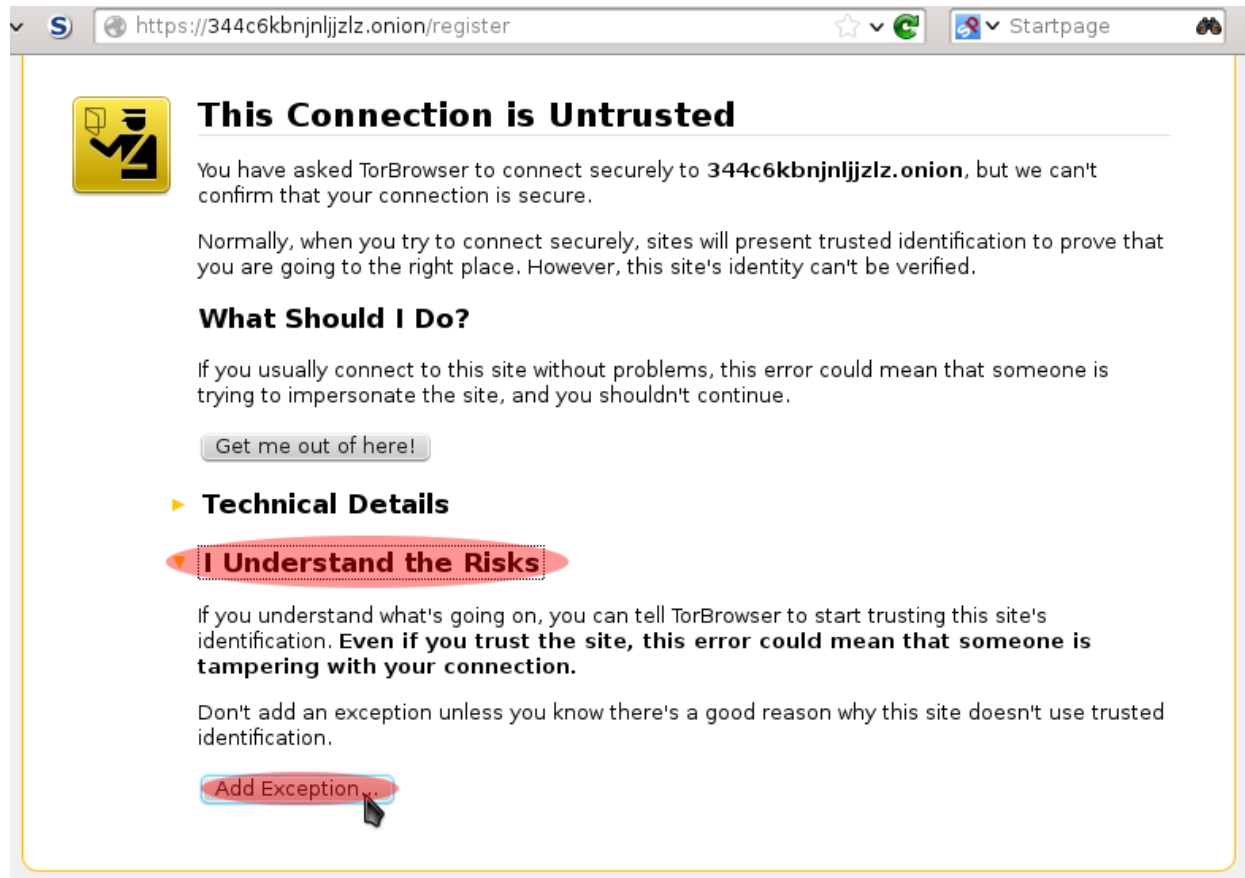 S https://344c6kbnjnljjzlz.onion/register Startpage
This Connection is Untrusted
You have asked TorBrowser to connect securely to 344c6kbnjnljjzlz.onion, but we can't
confirm that your connection is secure.
Normally, when you try to connect securely, sites will present trusted identification to prove that
you are going to the right place. However, this site's identity can't be verified.
What Should I Do?
If you usually connect to this site without problems, this error could mean that someone is
trying to impersonate the site, and you shouldn't continue.
Get me out of here!
Technical Details
I Understand the Risks
If you understand what's going on, you can tell TorBrowser to start trusting this site's
identification. Even if you trust the site, this error could mean that someone is
tampering with your connection.
Don't add an exception unless you know there's a good reason why this site doesn't use trusted
identification.
Add Exception...